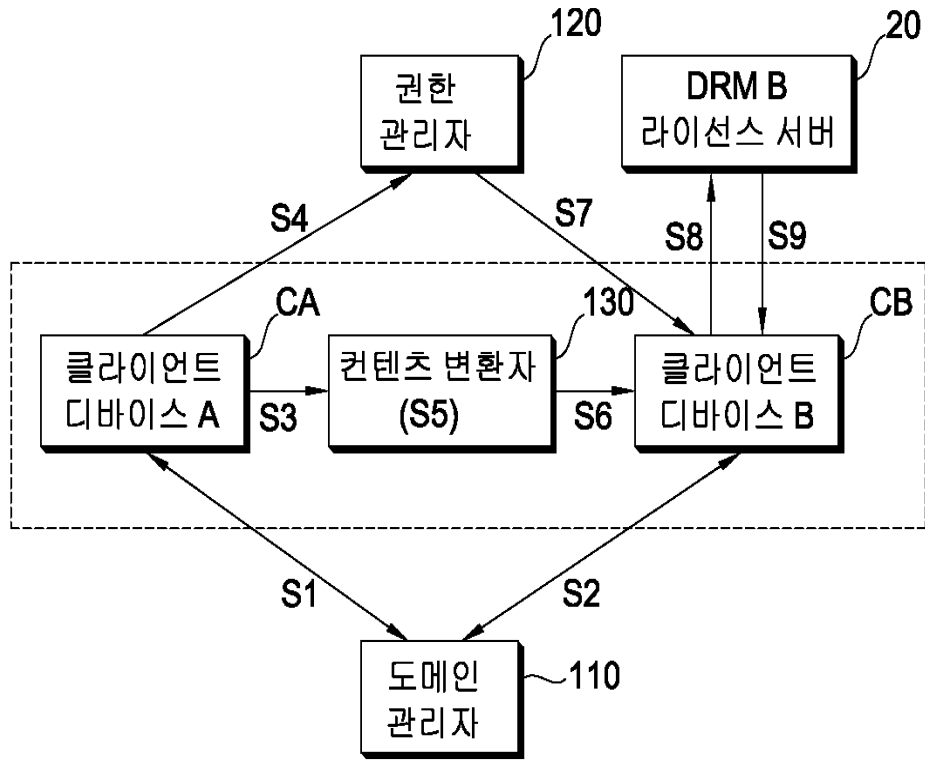 120
20
권한
관리자
DRM B
라이선스 서버
S4
S7
S8
S9
CA
130
CB
클라이언트
디바이스 A
S3
컨텐츠 변환자
(S5)
S6
클라이언트
디바이스 B
S1
S2
도메인
관리자
110